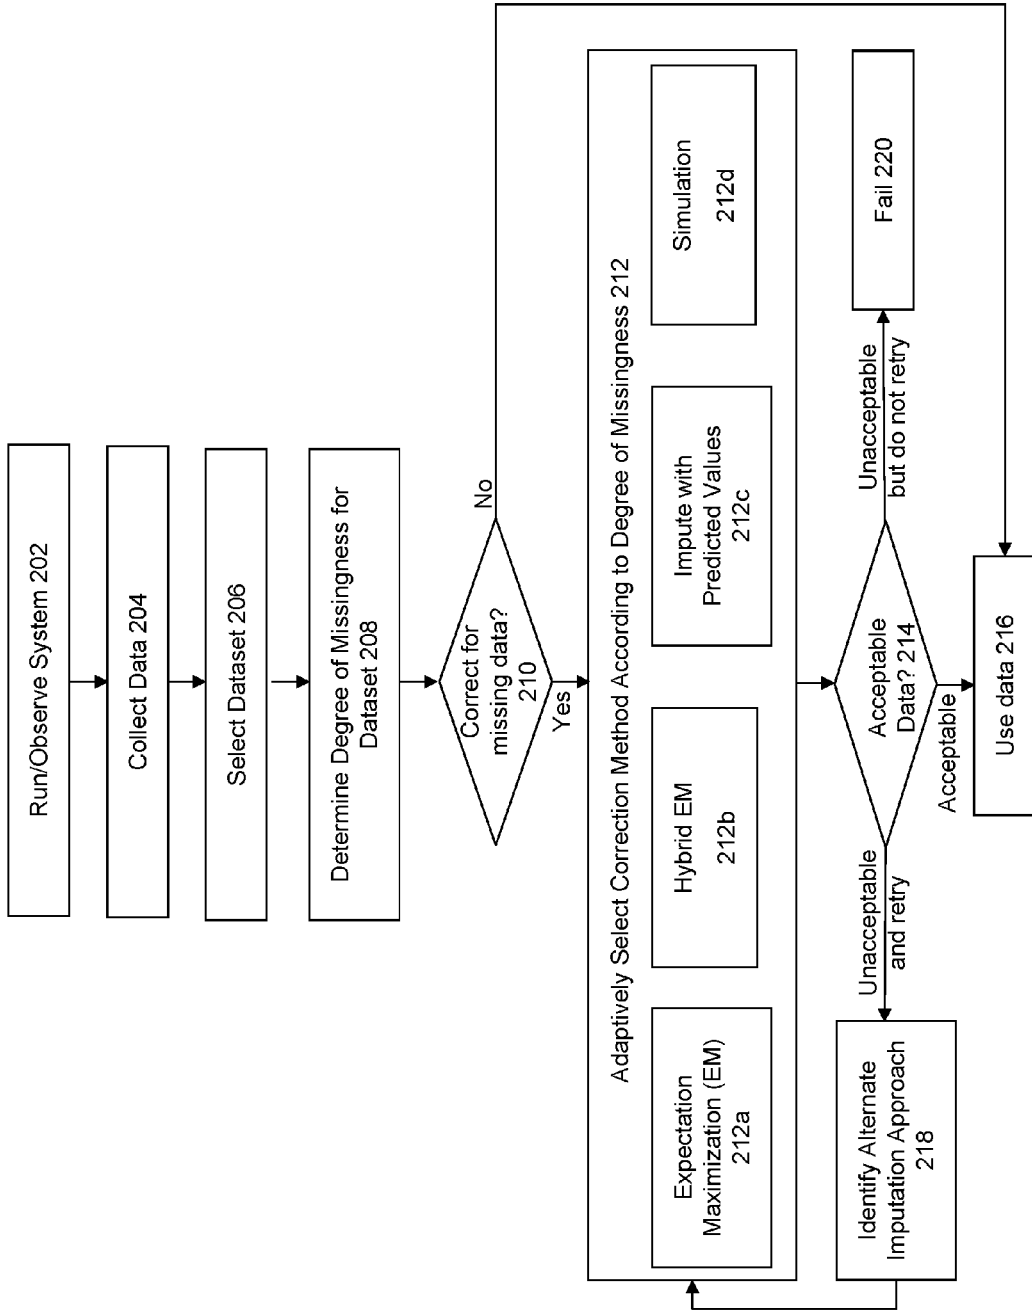 Run/Observe System 202
Collect Data 204
Select Dataset 206
Determine Degree of Missingness for
Dataset 208
Correct for
missing data?
210
No
Yes
Adaptively Select Correction Method According to Degree of Missingness 212
Expectation
Maximization (EM)
212a
Hybrid EM
212b
Impute with
Predicted Values
212c
Simulation
212d
Acceptable
Data? 214
Unacceptable
and retry
Unacceptable
but do not retry
Acceptable
Identify Alternate
Imputation Approach
218
Fail 220
Use data 216